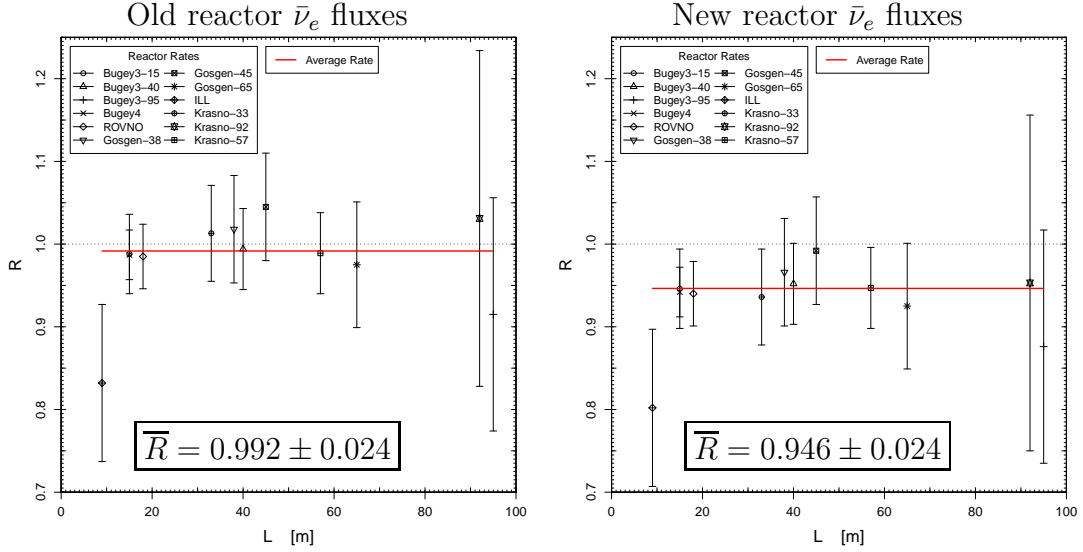 Old reactor ν̄ₑ fluxes
Reactor Rates
Bugey3−15
Bugey3−40
Bugey3−95
Bugey4
ROVNO
Gosgen−38
Gosgen−45
Gosgen−65
ILL
Krasno−33
Krasno−92
Krasno−57
Average Rate
R
1.2
1.1
1.0
0.9
0.8
0.7
R̅ = 0.992 ± 0.024
0 20 40 60 80 100
L [m]
New reactor ν̄ₑ fluxes
Reactor Rates
Bugey3−15
Bugey3−40
Bugey3−95
Bugey4
ROVNO
Gosgen−38
Gosgen−45
Gosgen−65
ILL
Krasno−33
Krasno−92
Krasno−57
Average Rate
R
1.2
1.1
1.0
0.9
0.8
0.7
R̅ = 0.946 ± 0.024
0 20 40 60 80 100
L [m]